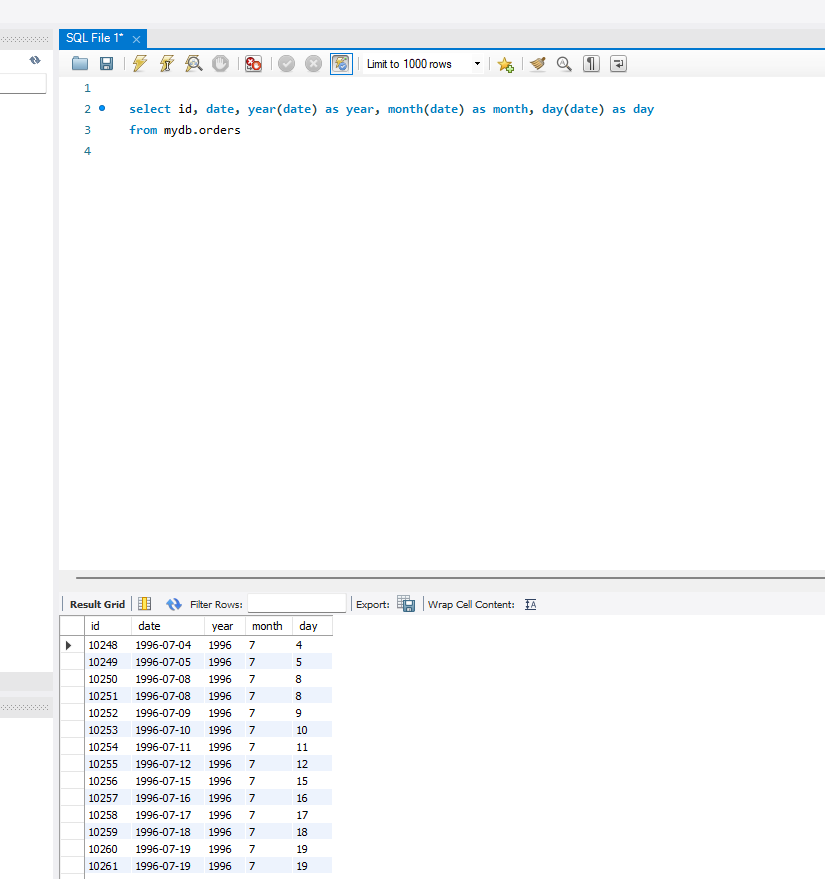 SQL File 1*
Limit to 1000 rows
1
2 select id, date, year(date) as year, month(date) as month, day(date) as day
3 from mydb.orders
4
Result Grid Filter Rows: Export: Wrap Cell Content:
id date year month day
10248 1996-07-04 1996 7 4
10249 1996-07-05 1996 7 5
10250 1996-07-08 1996 7 8
10251 1996-07-08 1996 7 8
10252 1996-07-09 1996 7 9
10253 1996-07-10 1996 7 10
10254 1996-07-11 1996 7 11
10255 1996-07-12 1996 7 12
10256 1996-07-15 1996 7 15
10257 1996-07-16 1996 7 16
10258 1996-07-17 1996 7 17
10259 1996-07-18 1996 7 18
10260 1996-07-19 1996 7 19
10261 1996-07-19 1996 7 19